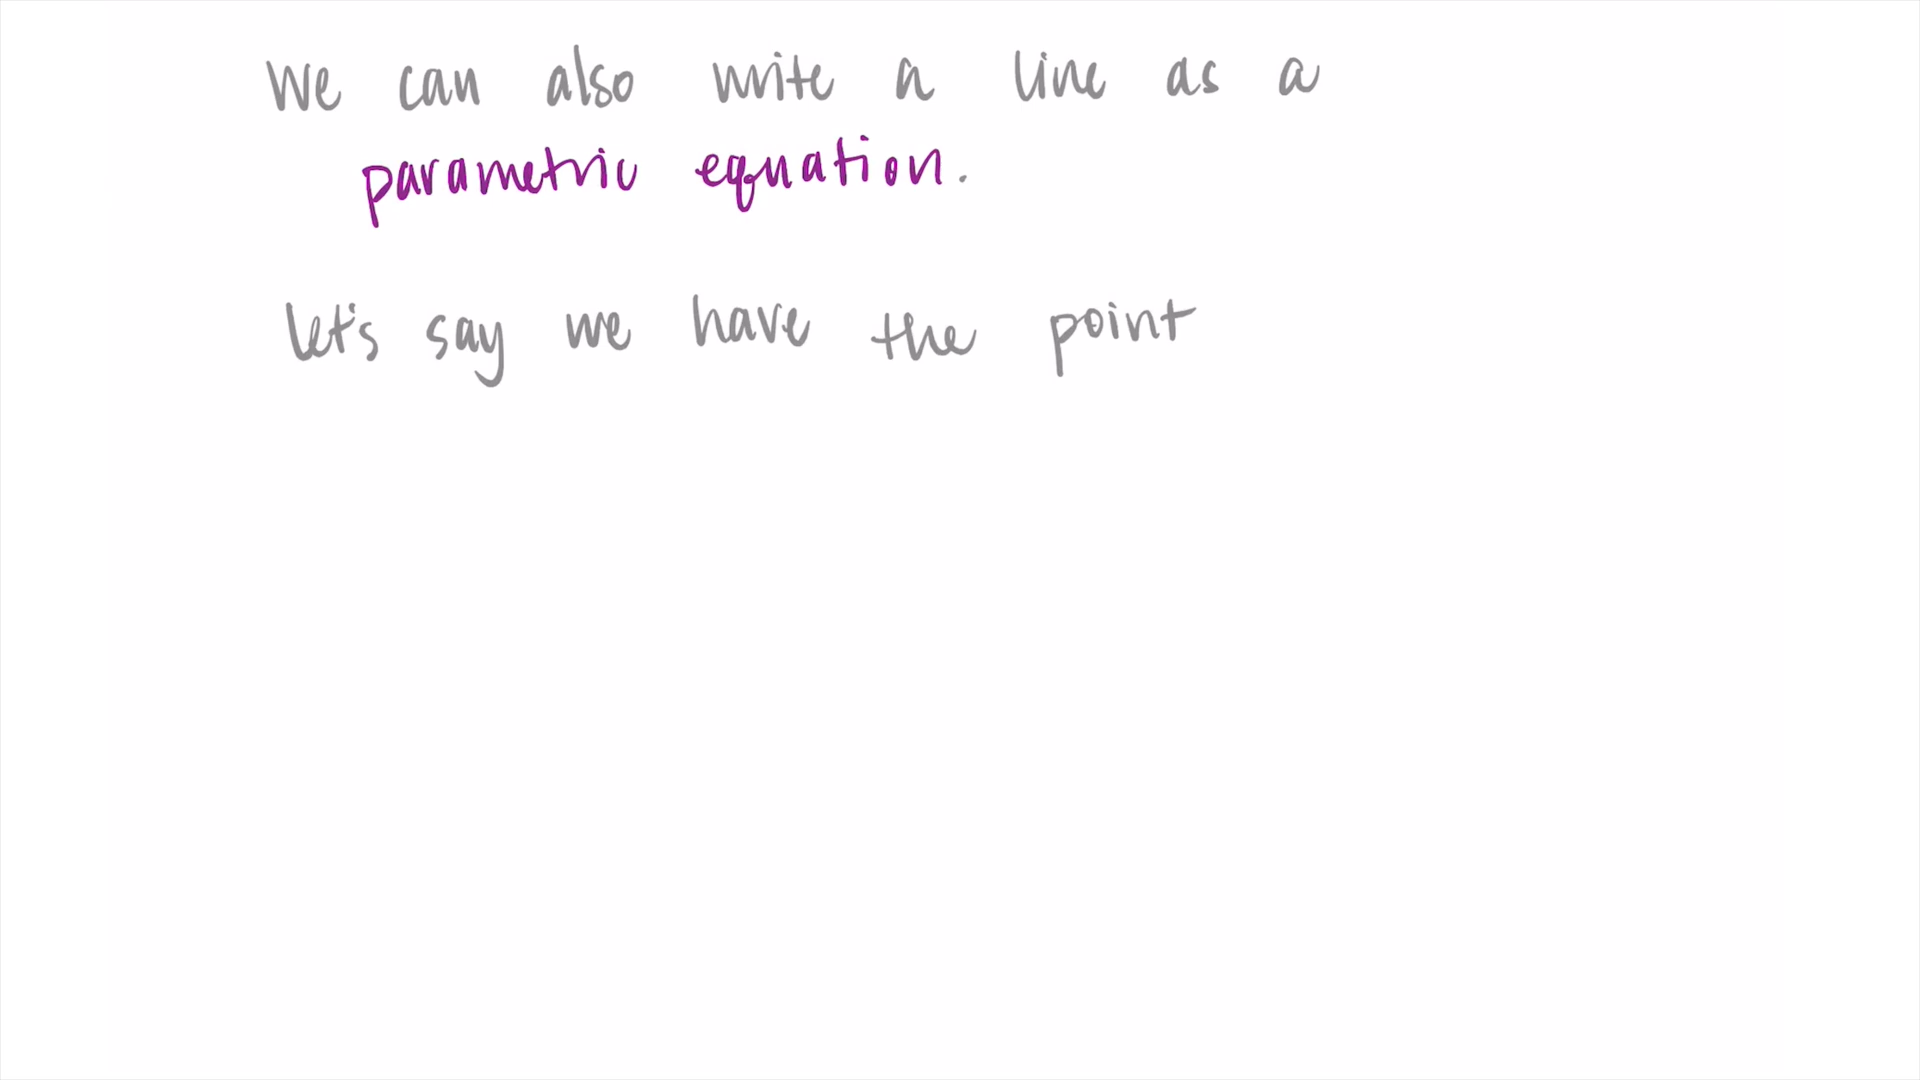 We can also write a line as a
parametric equation.
let's say we have the point